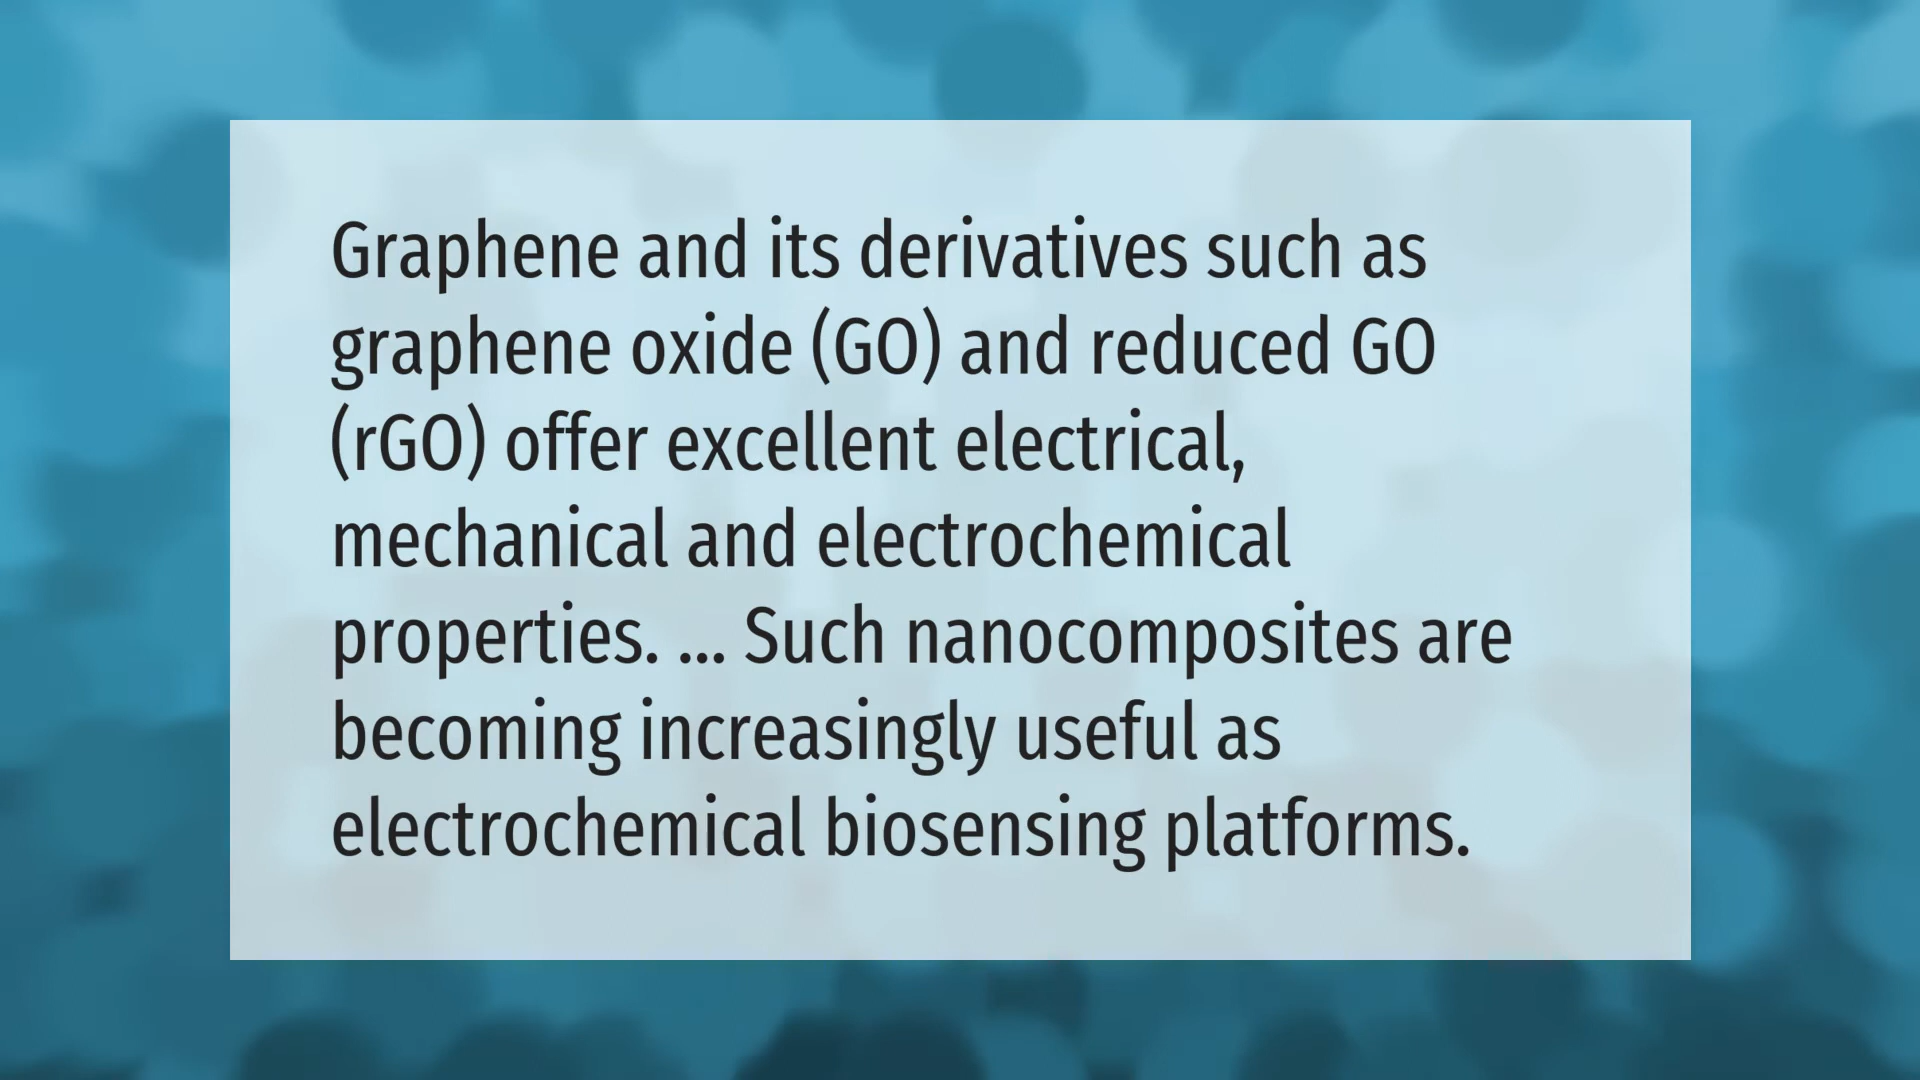 Graphene and its derivatives such as
graphene oxide (GO) and reduced GO
(rGO) offer excellent electrical,
mechanical and electrochemical
properties. ... Such nanocomposites are
becoming increasingly useful as
electrochemical biosensing platforms.